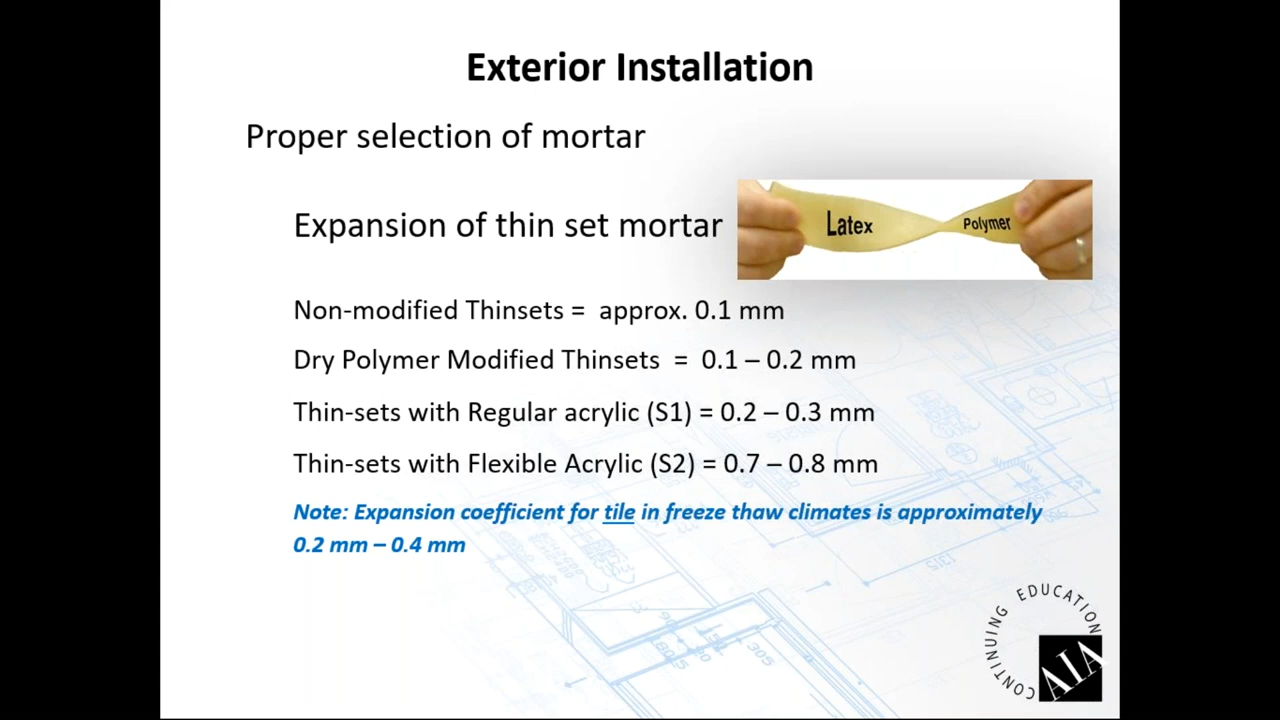 Exterior Installation
Proper selection of mortar
Expansion of thin set mortar
Latex
Polymer
Non-modified Thinsets = approx. 0.1 mm
Dry Polymer Modified Thinsets = 0.1 – 0.2 mm
Thin-sets with Regular acrylic (S1) = 0.2 – 0.3 mm
Thin-sets with Flexible Acrylic (S2) = 0.7 – 0.8 mm
Note: Expansion coefficient for tile in freeze thaw climates is approximately
0.2 mm – 0.4 mm
1315
305
CONTINUING EDUCATION
AIA